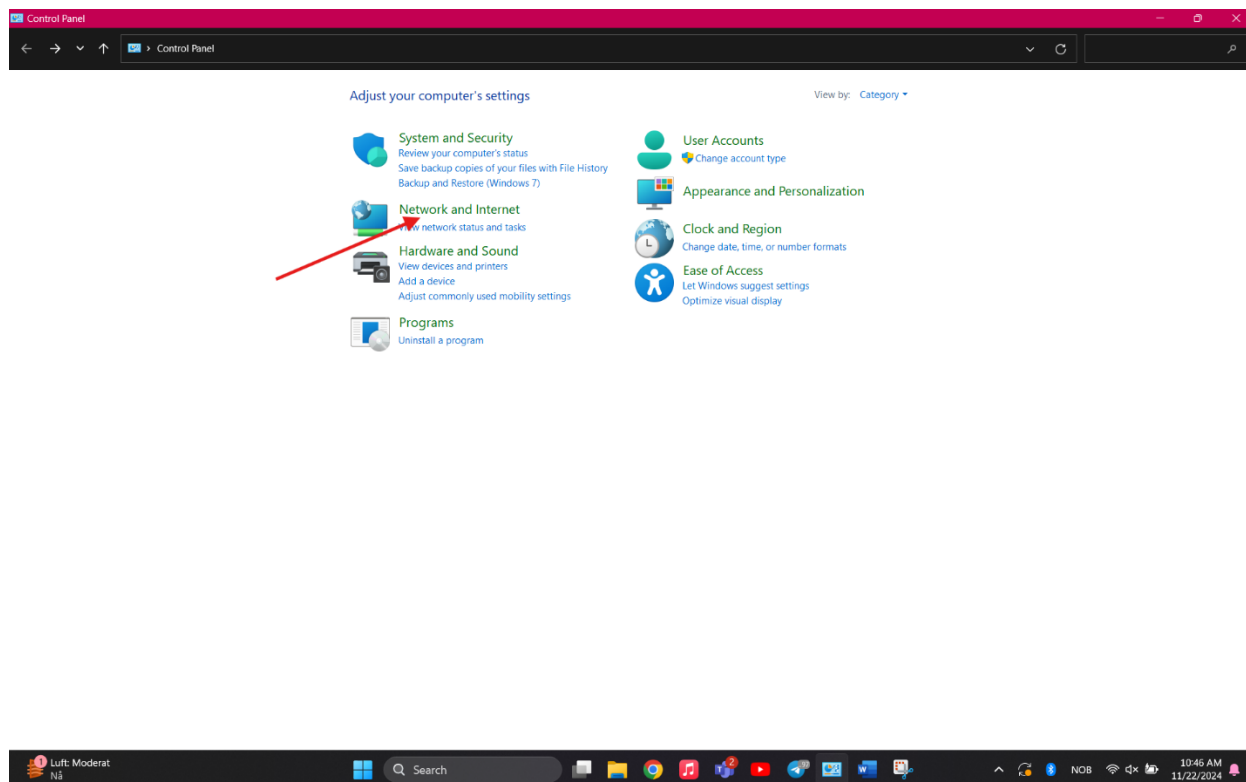 Control Panel
Control Panel
Adjust your computer's settings
View by: Category
System and Security
Review your computer's status
Save backup copies of your files with File History
Backup and Restore (Windows 7)
Network and Internet
View network status and tasks
Hardware and Sound
View devices and printers
Add a device
Adjust commonly used mobility settings
Programs
Uninstall a program
User Accounts
Change account type
Appearance and Personalization
Clock and Region
Change date, time, or number formats
Ease of Access
Let Windows suggest settings
Optimize visual display
1
Luft: Moderat
Nå
Search
2
NOB
10:46 AM
11/22/2024